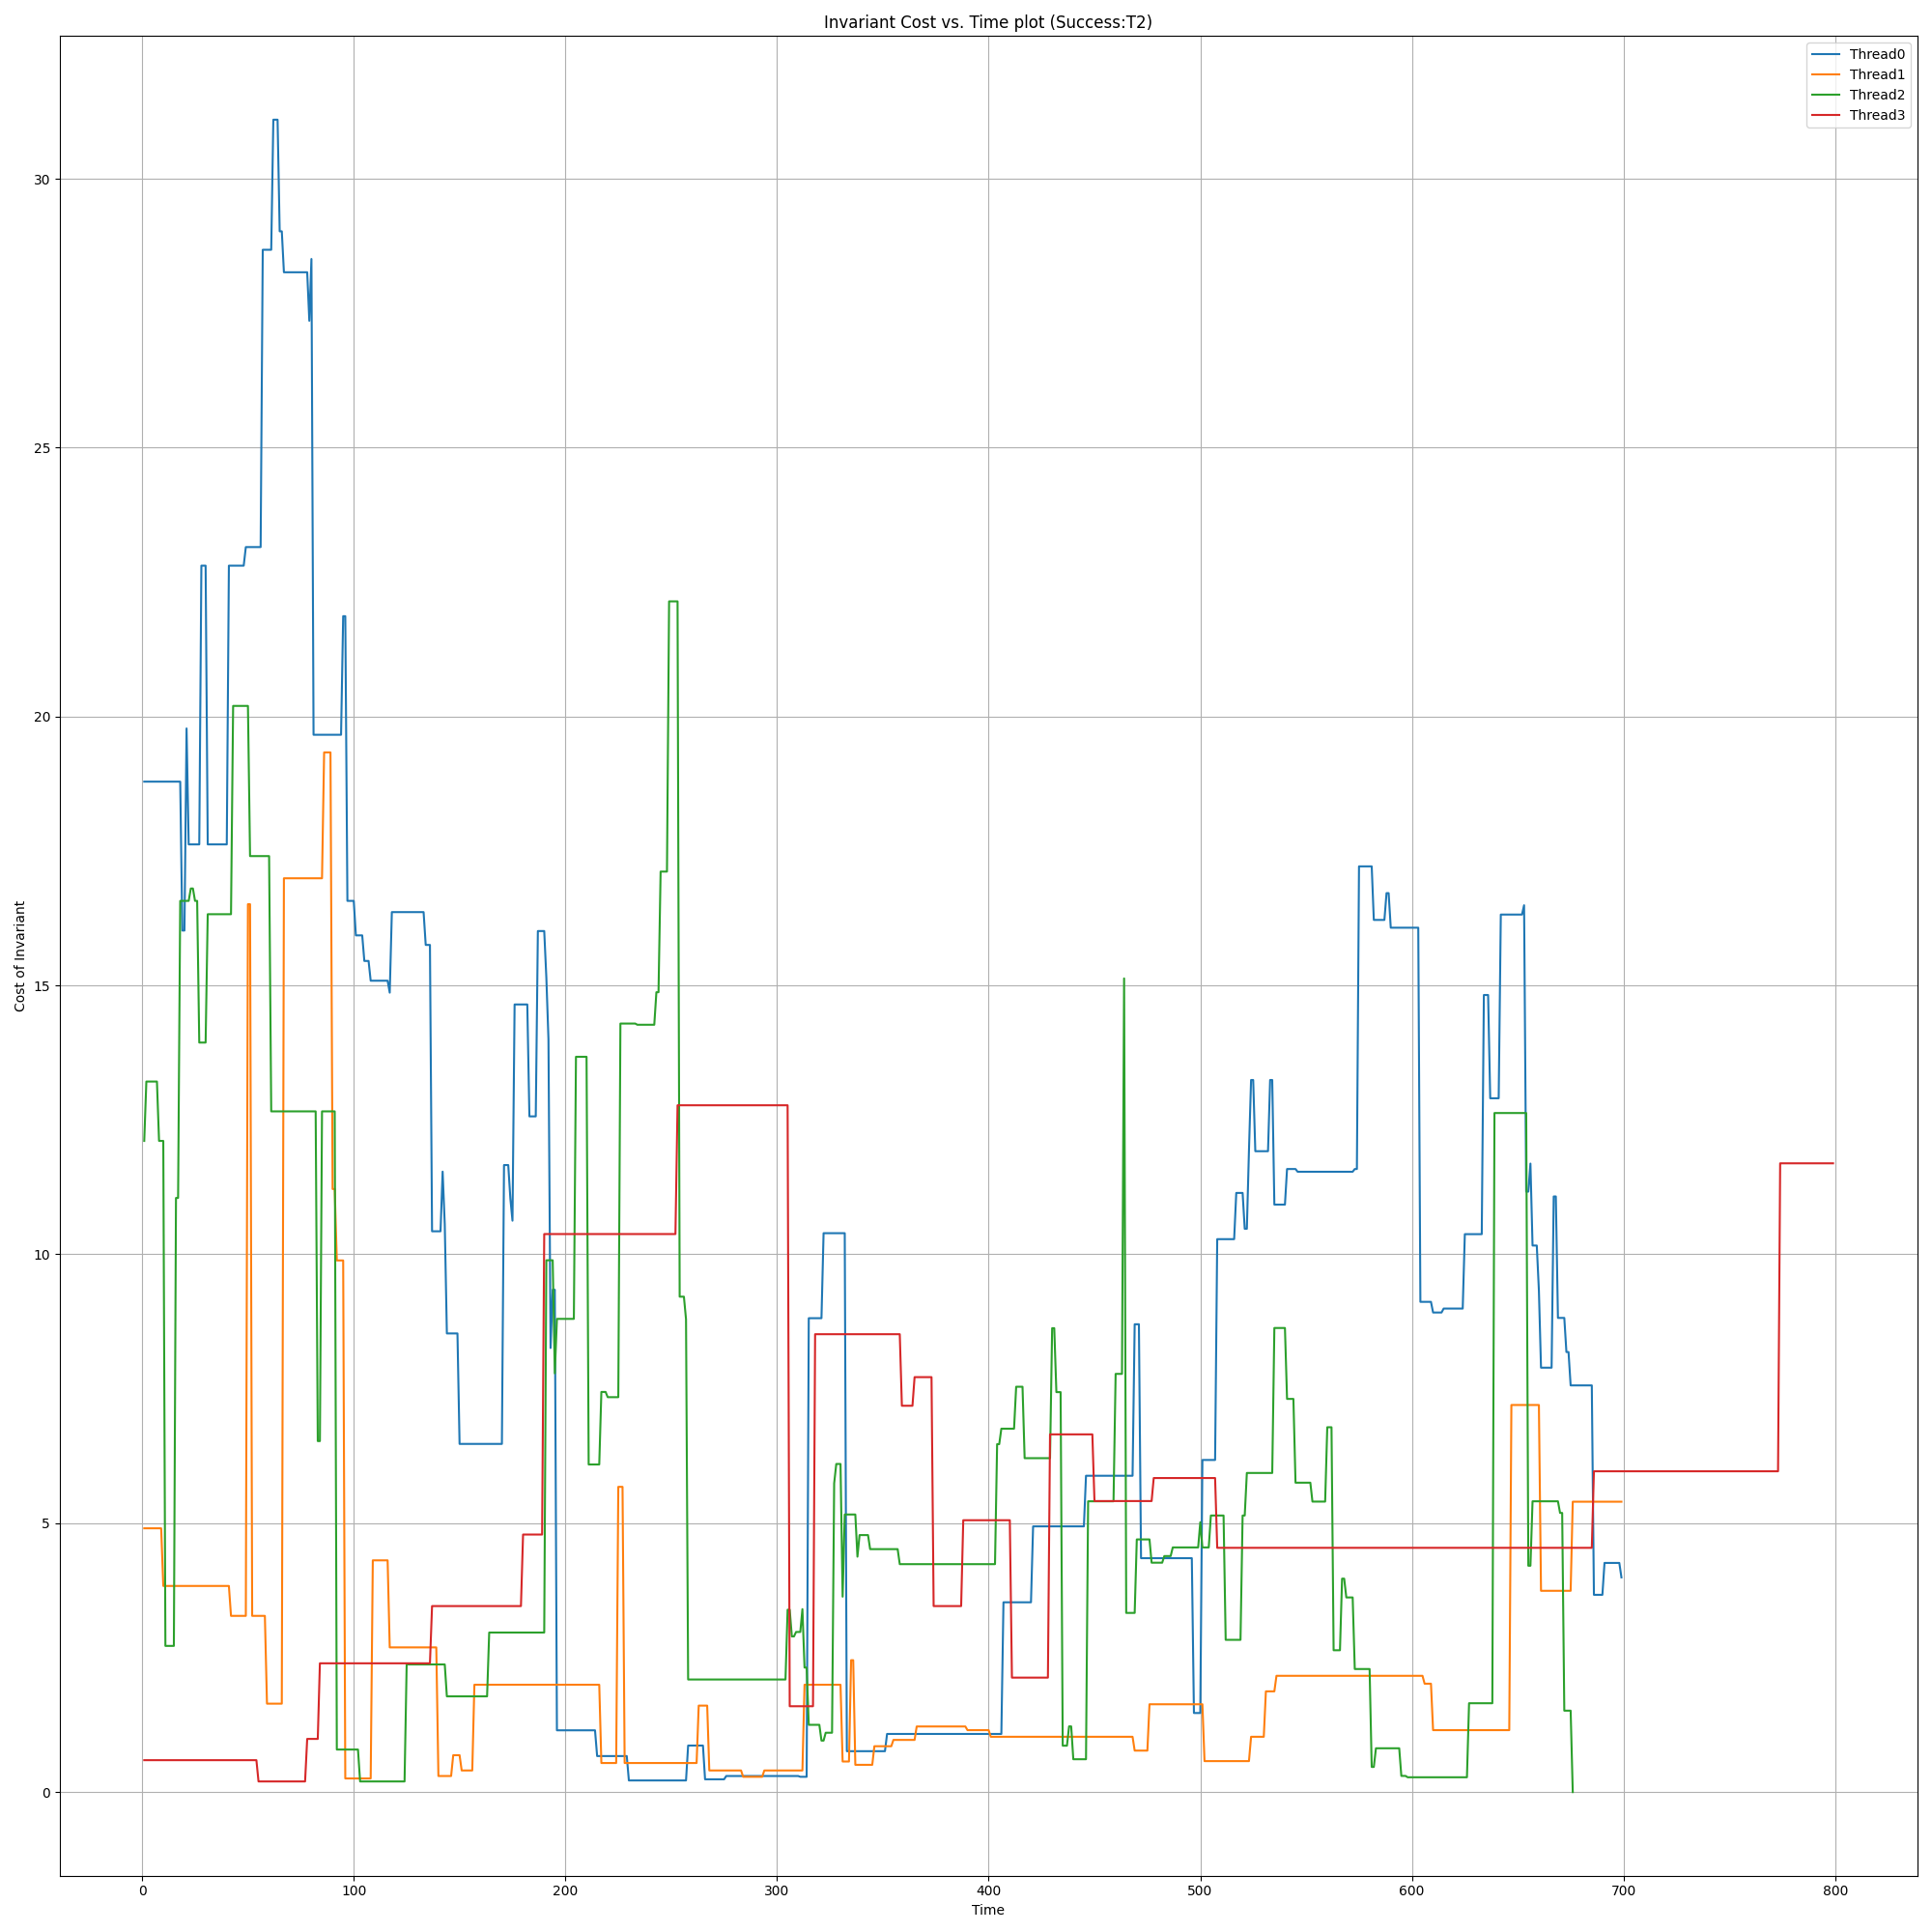 Invariant Cost vs. Time plot (Success:T2)
Thread0
Thread1
Thread2
Thread3
Cost of Invariant
30
25
20
15
10
5
0
0 100 200 300 400 500 600 700 800
Time